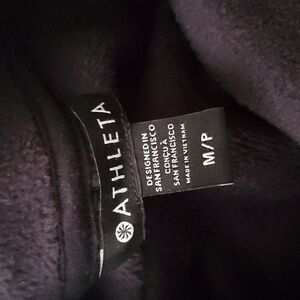 ATHLETA
DESIGNED IN
SAN FRANCISCO
CONÇU À
SAN FRANCISCO
MADE IN VIETNAM
M/P